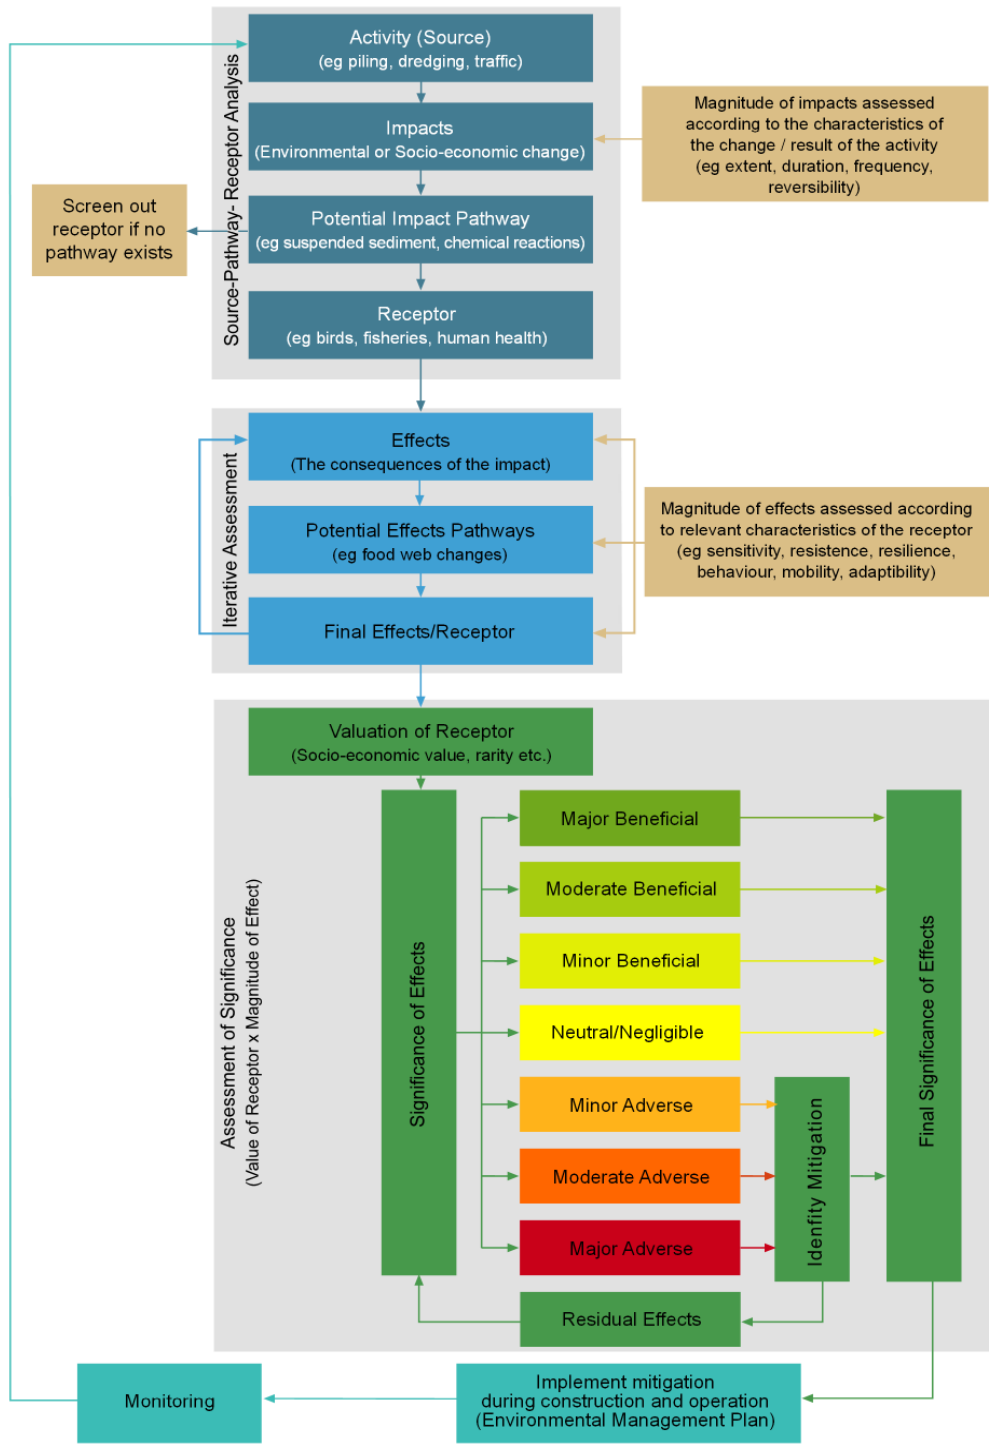 Source-Pathway- Receptor Analysis
Activity (Source)
(eg piling, dredging, traffic)
Impacts
(Environmental or Socio-economic change)
Magnitude of impacts assessed
according to the characteristics of
the change / result of the activity
(eg extent, duration, frequency,
reversibility)
Potential Impact Pathway
(eg suspended sediment, chemical reactions)
Screen out
receptor if no
pathway exists
Receptor
(eg birds, fisheries, human health)
Iterative Assessment
Effects
(The consequences of the impact)
Potential Effects Pathways
(eg food web changes)
Magnitude of effects assessed according
to relevant characteristics of the receptor
(eg sensitivity, resistence, resilience,
behaviour, mobility, adaptibility)
Final Effects/Receptor
Assessment of Significance
(Value of Receptor x Magnitude of Effect)
Valuation of Receptor
(Socio-economic value, rarity etc.)
Significance of Effects
Major Beneficial
Moderate Beneficial
Minor Beneficial
Neutral/Negligible
Minor Adverse
Moderate Adverse
Major Adverse
Idenfity Mitigation
Final Significance of Effects
Residual Effects
Monitoring
Implement mitigation
during construction and operation
(Environmental Management Plan)